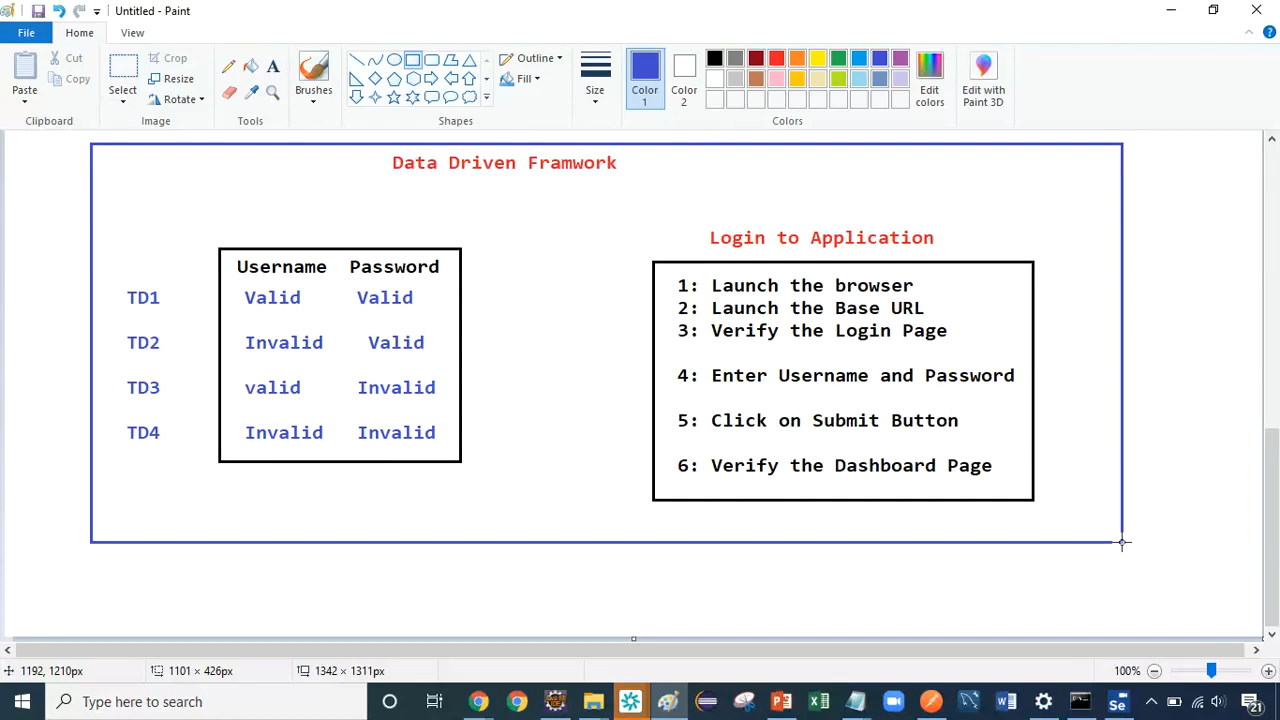 Untitled - Paint
File Home View
Paste
Cut
Copy
Clipboard
Select
Crop
Resize
Rotate
Image
A
Tools
Brushes
Outline
Fill
Shapes
Size
Color 1
Color 2
Edit colors
Edit with Paint 3D
Colors
Data Driven Framwork
Username Password
TD1 Valid Valid
TD2 Invalid Valid
TD3 valid Invalid
TD4 Invalid Invalid
Login to Application
1: Launch the browser
2: Launch the Base URL
3: Verify the Login Page
4: Enter Username and Password
5: Click on Submit Button
6: Verify the Dashboard Page
1192, 1210px
1101 × 426px
1342 × 1311px
100%
Type here to search
Se
21